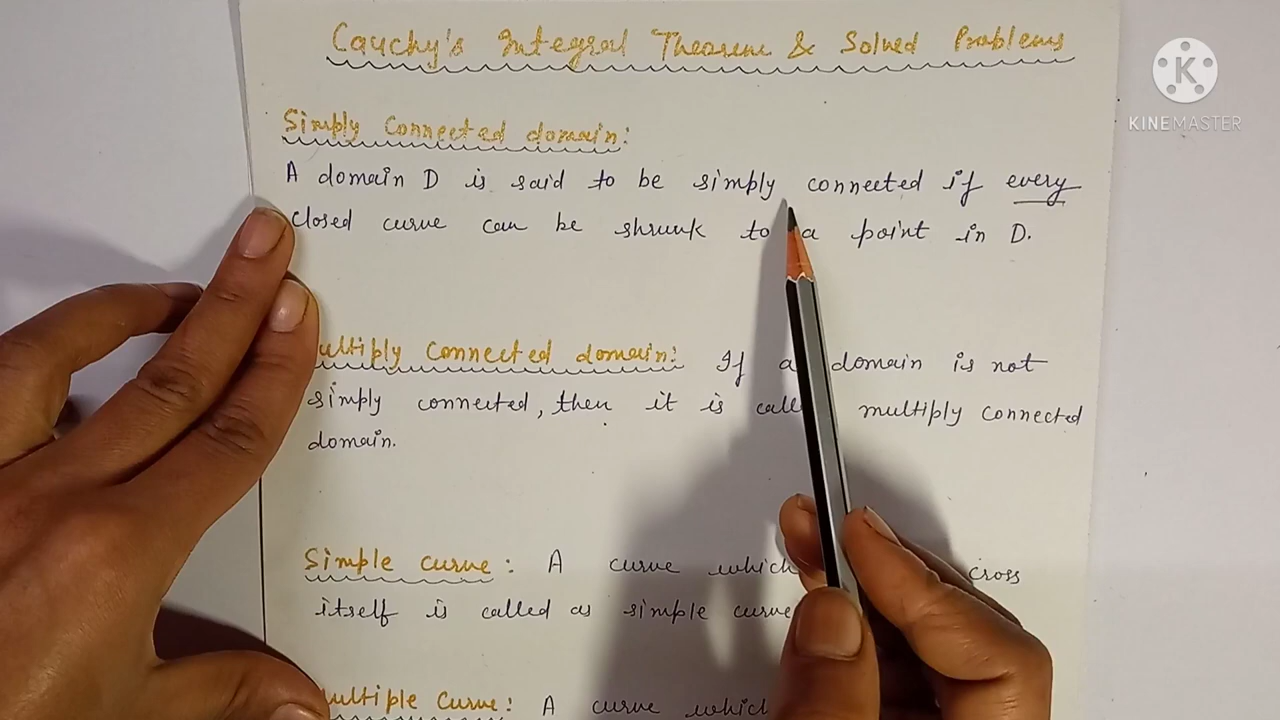 Cauchy's Integral Theorem & Solved Problems
KINEMASTER
Simply Connected domain:
A domain D is said to be simply connected if every
closed curve can be shrunk to a point in D.
ultiply Connected domain: If a domain is not
simply connected, then it is call multiply connected
domain.
Simple curve: A curve which cross
itself is called as simple curve
ultiple Curve: A curve which